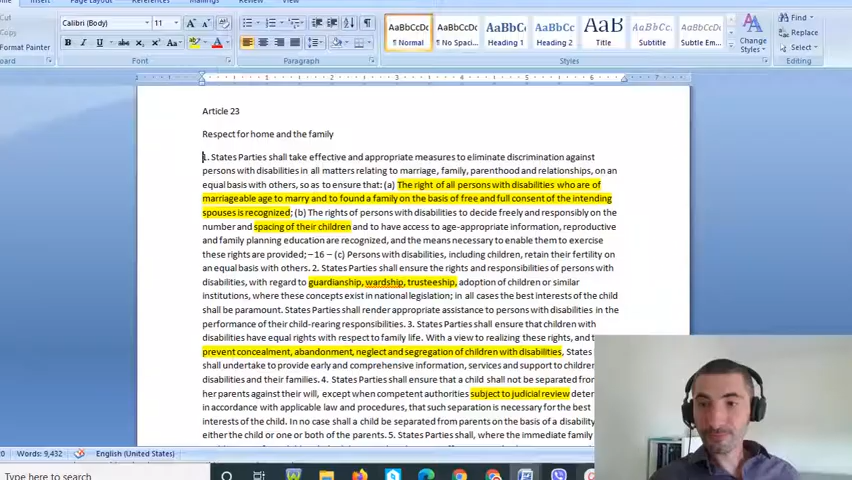 Page Layout References Mailings Review View
Cut
Copy
Format Painter
Calibri (Body) 11
Font Paragraph Styles Editing
AaBbCcDc AaBbCcDc AaBbCc AaBbCc AaB AaBbCcl AaBbCcDc
¶ Normal No Spaci... Heading 1 Heading 2 Title Subtitle Subtle Em...
Change Styles
Find
Replace
Select
Article 23
Respect for home and the family
1. States Parties shall take effective and appropriate measures to eliminate discrimination against
persons with disabilities in all matters relating to marriage, family, parenthood and relationships, on an
equal basis with others, so as to ensure that: (a) The right of all persons with disabilities who are of
marriageable age to marry and to found a family on the basis of free and full consent of the intending
spouses is recognized; (b) The rights of persons with disabilities to decide freely and responsibly on the
number and spacing of their children and to have access to age-appropriate information, reproductive
and family planning education are recognized, and the means necessary to enable them to exercise
these rights are provided; – 16 – (c) Persons with disabilities, including children, retain their fertility on
an equal basis with others. 2. States Parties shall ensure the rights and responsibilities of persons with
disabilities, with regard to guardianship, wardship, trusteeship, adoption of children or similar
institutions, where these concepts exist in national legislation; in all cases the best interests of the child
shall be paramount. States Parties shall render appropriate assistance to persons with disabilities in the
performance of their child-rearing responsibilities. 3. States Parties shall ensure that children with
disabilities have equal rights with respect to family life. With a view to realizing these rights, and t
prevent concealment, abandonment, neglect and segregation of children with disabilities, States
shall undertake to provide early and comprehensive information, services and support to children
disabilities and their families. 4. States Parties shall ensure that a child shall not be separated from
her parents against their will, except when competent authorities subject to judicial review deter
in accordance with applicable law and procedures, that such separation is necessary for the best
interests of the child. In no case shall a child be separated from parents on the basis of a disability
either the child or one or both of the parents. 5. States Parties shall, where the immediate family
Words: 9,432 English (Philippines)
Type here to search